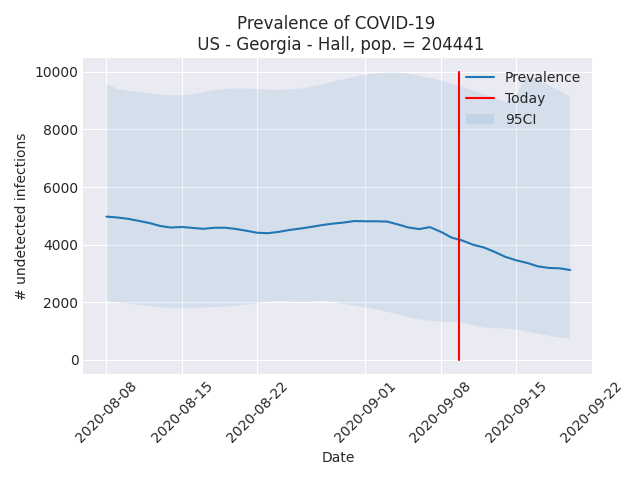 Prevalence of COVID-19
US - Georgia - Hall, pop. = 204441
10000
8000
6000
4000
2000
0
# undetected infections
Prevalence
Today
95CI
2020-08-08
2020-08-15
2020-08-22
2020-09-01
2020-09-08
2020-09-15
2020-09-22
Date